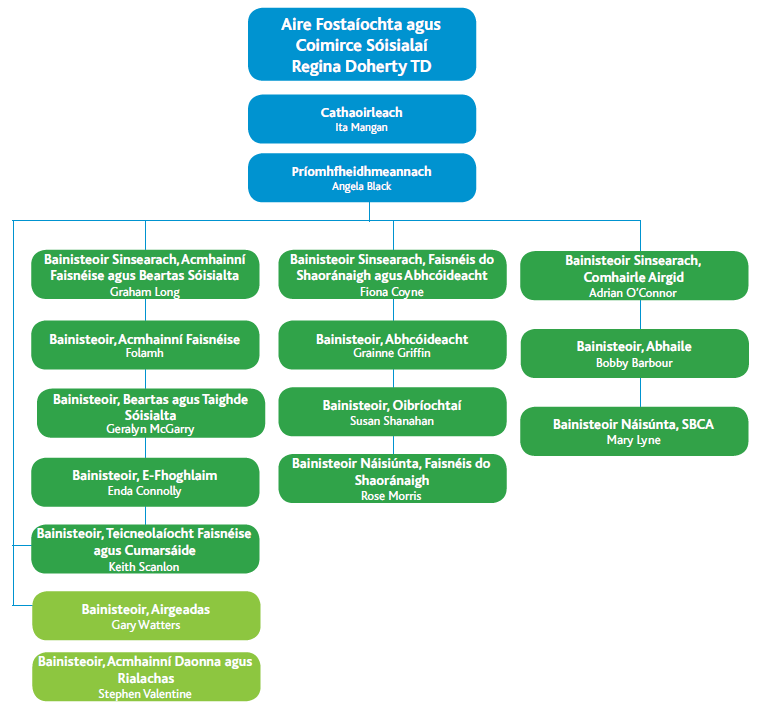 Aire Fostaíochta agus
Coimirce Sóisialaí
Regina Doherty TD
Cathaoirleach
Ita Mangan
Príomhfheidhmeannach
Angela Black
Bainisteoir Sinsearach, Acmhainní
Faisnéise agus Beartas Sóisialta
Graham Long
Bainisteoir, Acmhainní Faisnéise
Folamh
Bainisteoir, Beartas agus Taighde
Sóisialta
Geralyn McGarry
Bainisteoir, E-Fhoghlaim
Enda Connolly
Bainisteoir, Teicneolaíocht Faisnéise
agus Cumarsáide
Keith Scanlon
Bainisteoir, Airgeadas
Gary Watters
Bainisteoir, Acmhainní Daonna agus
Rialachas
Stephen Valentine
Bainisteoir Sinsearach, Faisnéis do
Shaoránaigh agus Abhcóideacht
Fiona Coyne
Bainisteoir, Abhcóideacht
Grainne Griffin
Bainisteoir, Oibríochtaí
Susan Shanahan
Bainisteoir Náisiúnta, Faisnéis do
Shaoránaigh
Rose Morris
Bainisteoir Sinsearach,
Comhairle Airgid
Adrian O'Connor
Bainisteoir, Abhaile
Bobby Barbour
Bainisteoir Náisúnta, SBCA
Mary Lyne